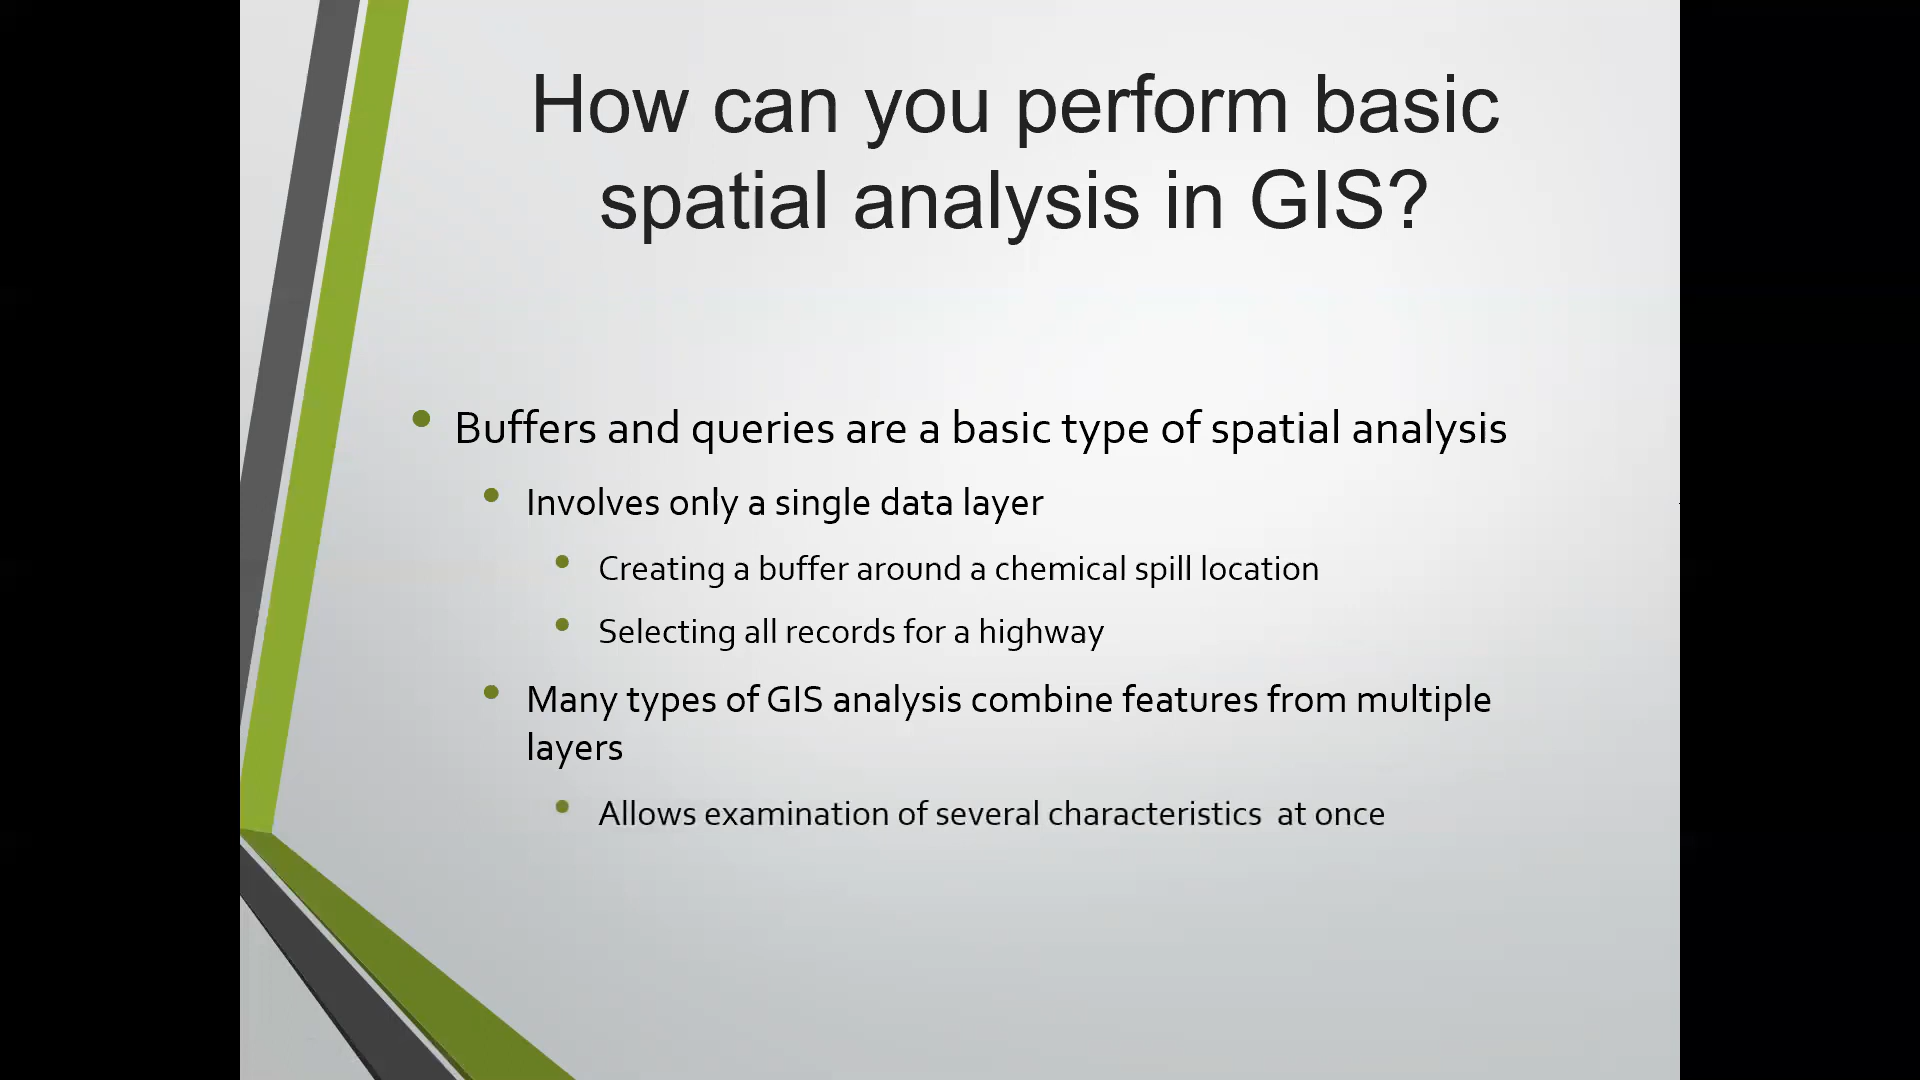 How can you perform basic
spatial analysis in GIS?
Buffers and queries are a basic type of spatial analysis
Involves only a single data layer
Creating a buffer around a chemical spill location
Selecting all records for a highway
Many types of GIS analysis combine features from multiple
layers
Allows examination of several characteristics  at once